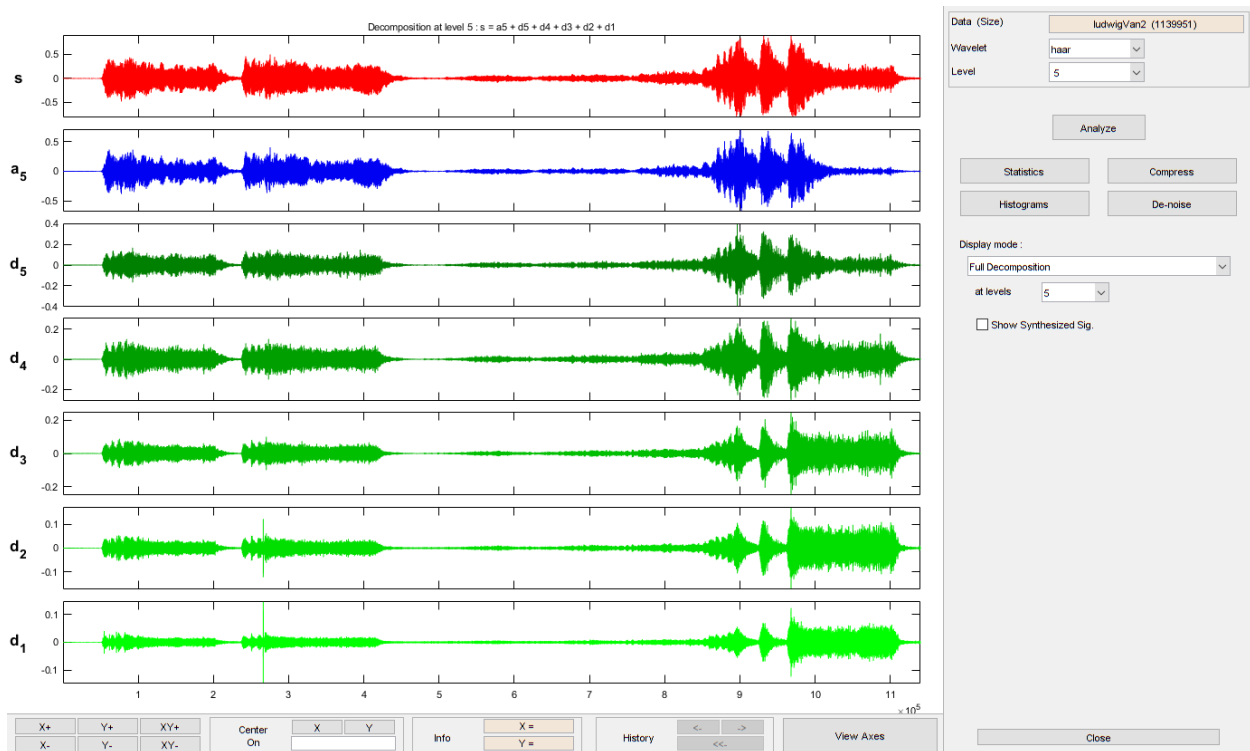 Decomposition at level 5 : s = a5 + d5 + d4 + d3 + d2 + d1
s
0.5
0
-0.5
a5
0.5
0
-0.5
d5
0.4
0.2
0
-0.2
-0.4
d4
0.2
0
-0.2
d3
0.2
0
-0.2
d2
0.1
0
-0.1
d1
0.1
0
-0.1
1 2 3 4 5 6 7 8 9 10 11
× 10^5
Data (Size) ludwigVan2 (1139951)
Wavelet haar
Level 5
Analyze
Statistics Compress
Histograms De-noise
Display mode :
Full Decomposition
at levels 5
Show Synthesized Sig.
X+ Y+ XY+
X- Y- XY-
Center On X Y
Info X = Y =
History <- -> <<-
View Axes
Close